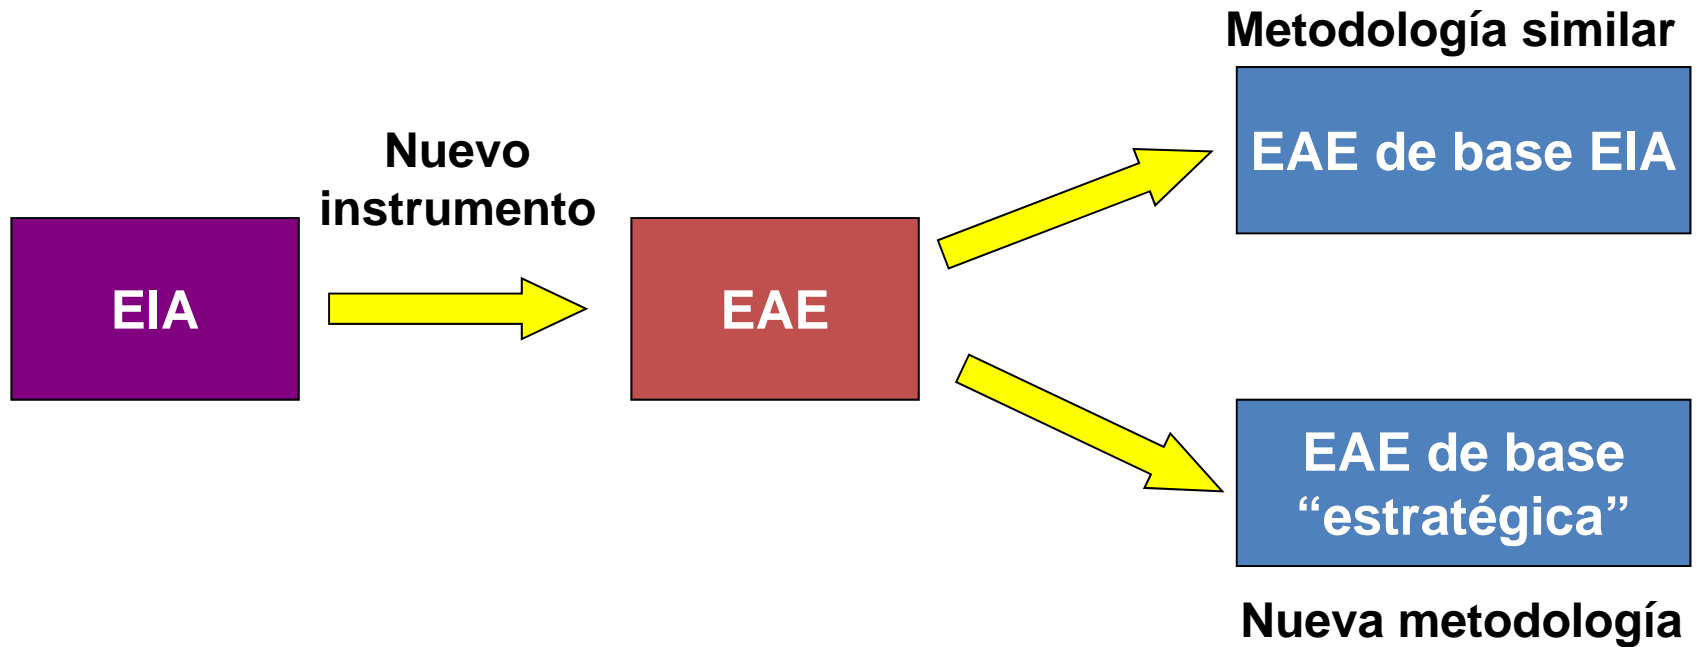 Metodología similar
EAE de base EIA
Nuevo
instrumento
EIA
EAE
EAE de base
“estratégica”
Nueva metodología